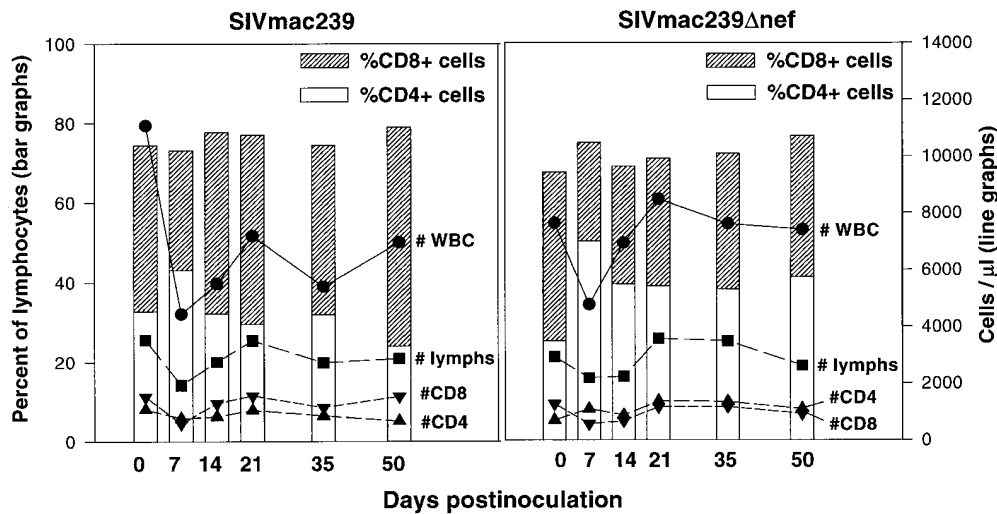 SIVmac239
SIVmac239Δnef
Percent of lymphocytes (bar graphs)
100
80
60
40
20
0
%CD8+ cells
%CD4+ cells
# WBC
# lymphs
#CD8
#CD4
0 7 14 21 35 50
%CD8+ cells
%CD4+ cells
# WBC
# lymphs
#CD4
#CD8
0 7 14 21 35 50
14000
12000
10000
8000
6000
4000
2000
0
Cells / µl (line graphs)
Days postinoculation